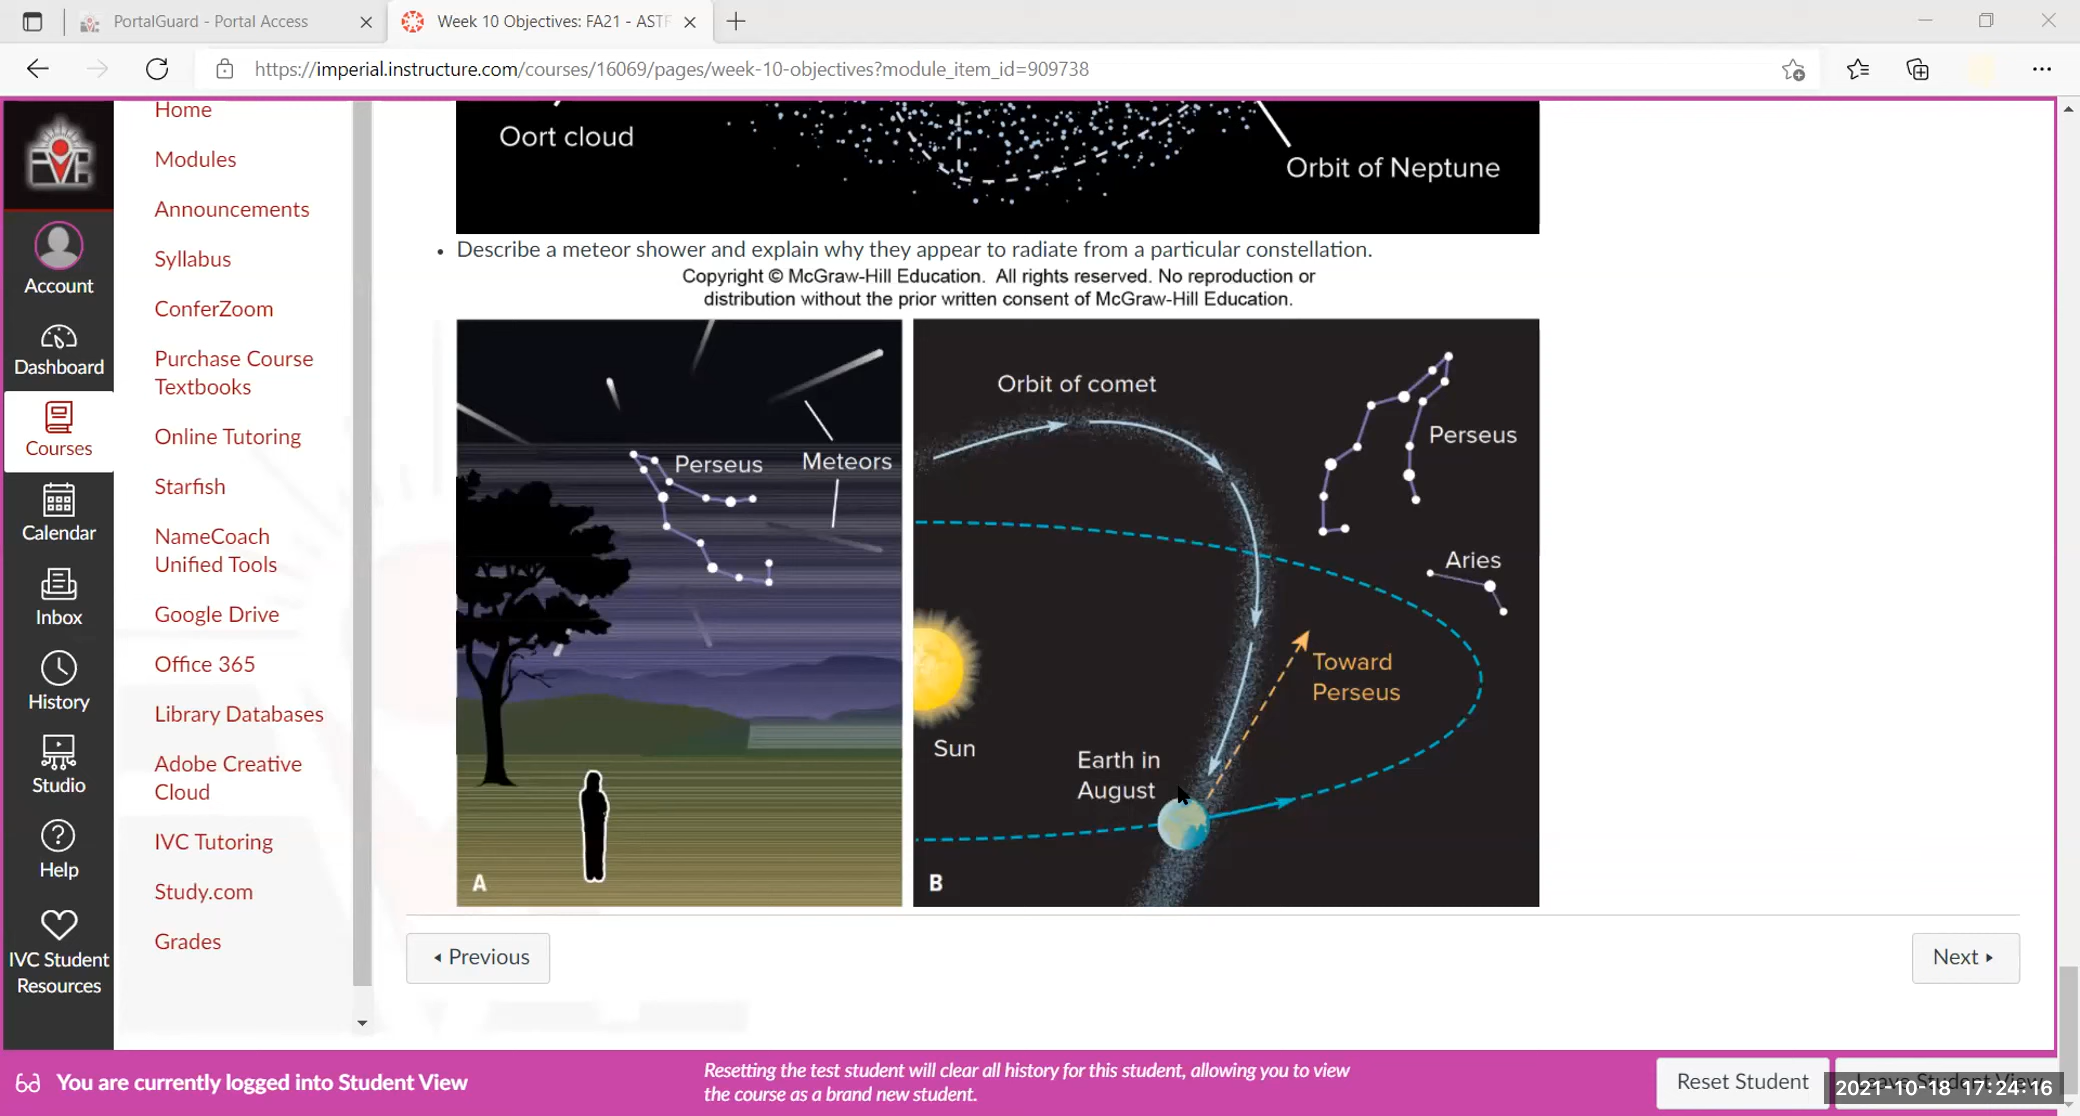 PortalGuard - Portal Access
Week 10 Objectives: FA21 - ASTR
https://imperial.instructure.com/courses/16069/pages/week-10-objectives?module_item_id=909738
IVC
Account
Dashboard
Courses
Calendar
Inbox
History
Studio
Help
IVC Student
Resources
Home
Modules
Announcements
Syllabus
ConferZoom
Purchase Course
Textbooks
Online Tutoring
Starfish
NameCoach
Unified Tools
Google Drive
Office 365
Library Databases
Adobe Creative
Cloud
IVC Tutoring
Study.com
Grades
Oort cloud
Orbit of Neptune
• Describe a meteor shower and explain why they appear to radiate from a particular constellation.
Copyright © McGraw-Hill Education. All rights reserved. No reproduction or
distribution without the prior written consent of McGraw-Hill Education.
Perseus
Meteors
A
Orbit of comet
Perseus
Aries
Toward
Perseus
Sun
Earth in
August
B
Previous
Next
You are currently logged into Student View
Resetting the test student will clear all history for this student, allowing you to view
the course as a brand new student.
Reset Student
Leave Student View
2021-10-18 17:24:16